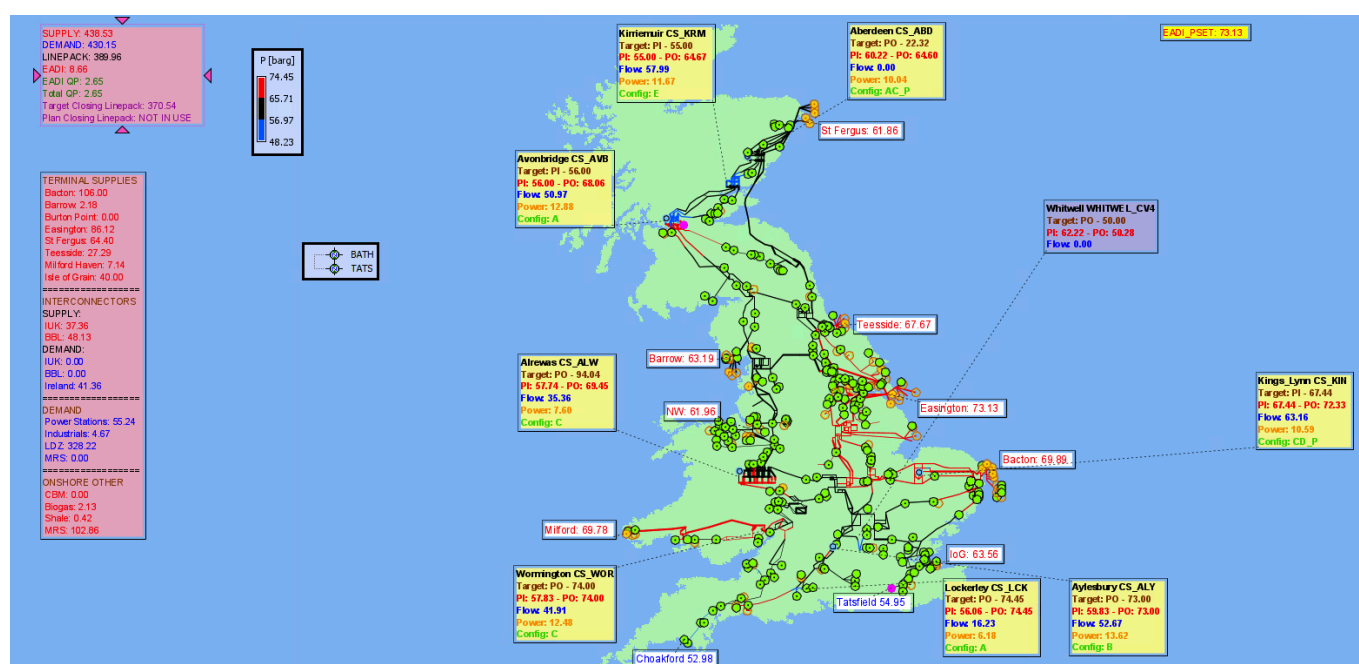 SUPPLY: 438.53
DEMAND: 430.15
LINEPACK: 389.96
EADI: 8.66
EADI QP: 2.65
Total QP: 2.65
Target Closing Linepack: 370.54
Plan Closing Linepack: NOT IN USE
P [barg]
74.45
65.71
56.97
48.23
Kirriemuir CS_KRM
Target: PI - 55.00
PI: 55.00 - PO: 64.67
Flow: 57.99
Power: 11.67
Config: E
Aberdeen CS_ABD
Target: PO - 22.32
PI: 60.22 - PO: 64.60
Flow: 0.00
Power: 10.04
Config: AC_P
EADI_PSET: 73.13
St Fergus: 61.86
Avonbridge CS_AVB
Target: PI - 56.00
PI: 56.00 - PO: 68.06
Flow: 50.97
Power: 12.88
Config: A
TERMINAL SUPPLIES
Bacton: 106.00
Barrow: 2.18
Burton Point: 0.00
Easington: 86.12
St Fergus: 64.40
Teesside: 27.29
Milford Haven: 7.14
Isle of Grain: 40.00
==================
INTERCONNECTORS
SUPPLY:
IUK: 37.36
BBL: 48.13
DEMAND:
IUK: 0.00
BBL: 0.00
Ireland: 41.36
==================
DEMAND
Power Stations: 55.24
Industrials: 4.67
LDZ: 328.22
MRS: 0.00
==================
ONSHORE OTHER
CBM: 0.00
Biogas: 2.13
Shale: 0.42
MRS: 102.86
BATH
TATS
Whitwell WHITWEL_CV4
Target: PO - 50.00
PI: 62.22 - PO: 50.28
Flow: 0.00
Teesside: 67.67
Barrow: 63.19
Alrewas CS_ALW
Target: PO - 94.04
PI: 57.74 - PO: 69.45
Flow: 35.36
Power: 7.60
Config: C
NW: 61.96
Easington: 73.13
Kings_Lynn CS_KIN
Target: PI - 67.44
PI: 67.44 - PO: 72.33
Flow: 63.16
Power: 10.59
Config: CD_P
Bacton: 69.89
Milford: 69.78
IoG: 63.56
Wormington CS_WOR
Target: PO - 74.00
PI: 57.83 - PO: 74.00
Flow: 41.91
Power: 12.48
Config: C
Tatsfield 54.95
Lockerley CS_LCK
Target: PO - 74.45
PI: 56.06 - PO: 74.45
Flow: 16.23
Power: 6.18
Config: A
Aylesbury CS_ALY
Target: PO - 73.00
PI: 59.83 - PO: 73.00
Flow: 52.67
Power: 13.62
Config: B
Choakford 52.98